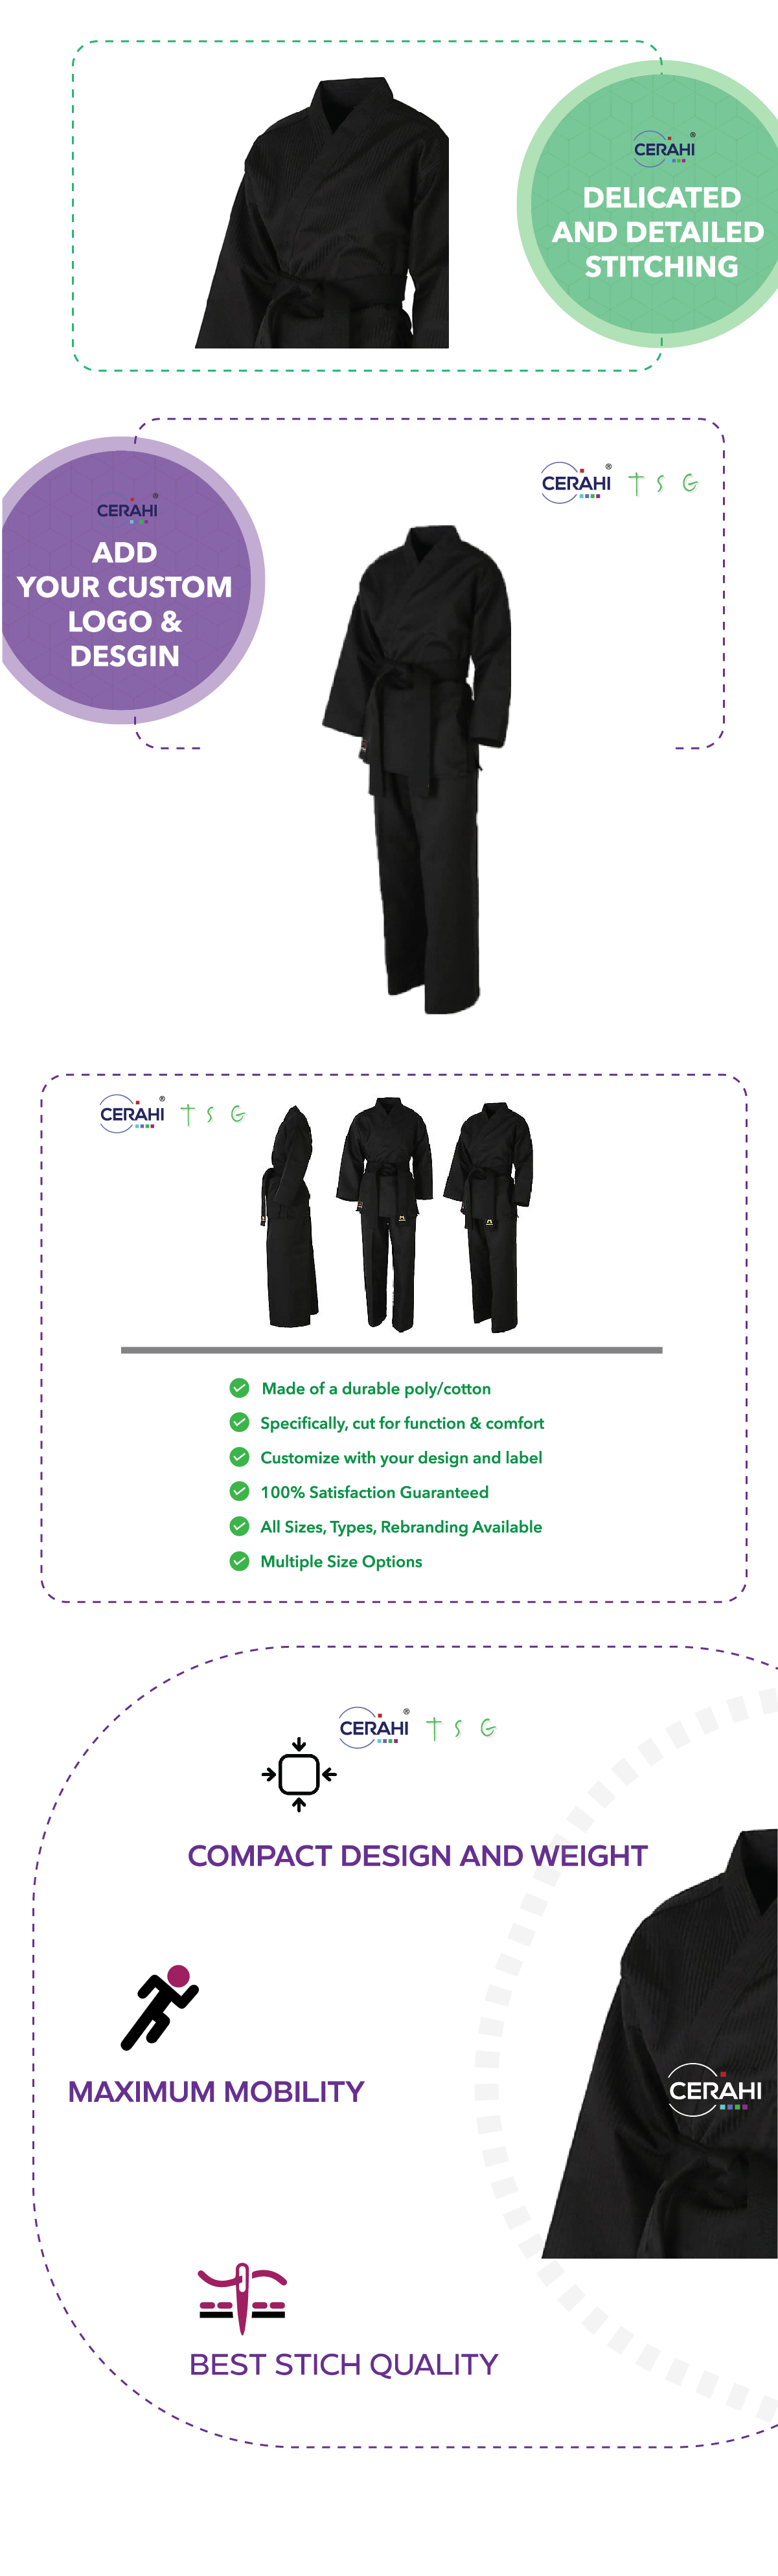 CERAHI ®
DELICATED
AND DETAILED
STITCHING
CERAHI ® T S G
CERAHI ®
ADD
YOUR CUSTOM
LOGO &
DESGIN
CERAHI ® T S G
Made of a durable poly/cotton
Specifically, cut for function & comfort
Customize with your design and label
100% Satisfaction Guaranteed
All Sizes, Types, Rebranding Available
Multiple Size Options
CERAHI ® T S G
COMPACT DESIGN AND WEIGHT
MAXIMUM MOBILITY
CERAHI
BEST STICH QUALITY